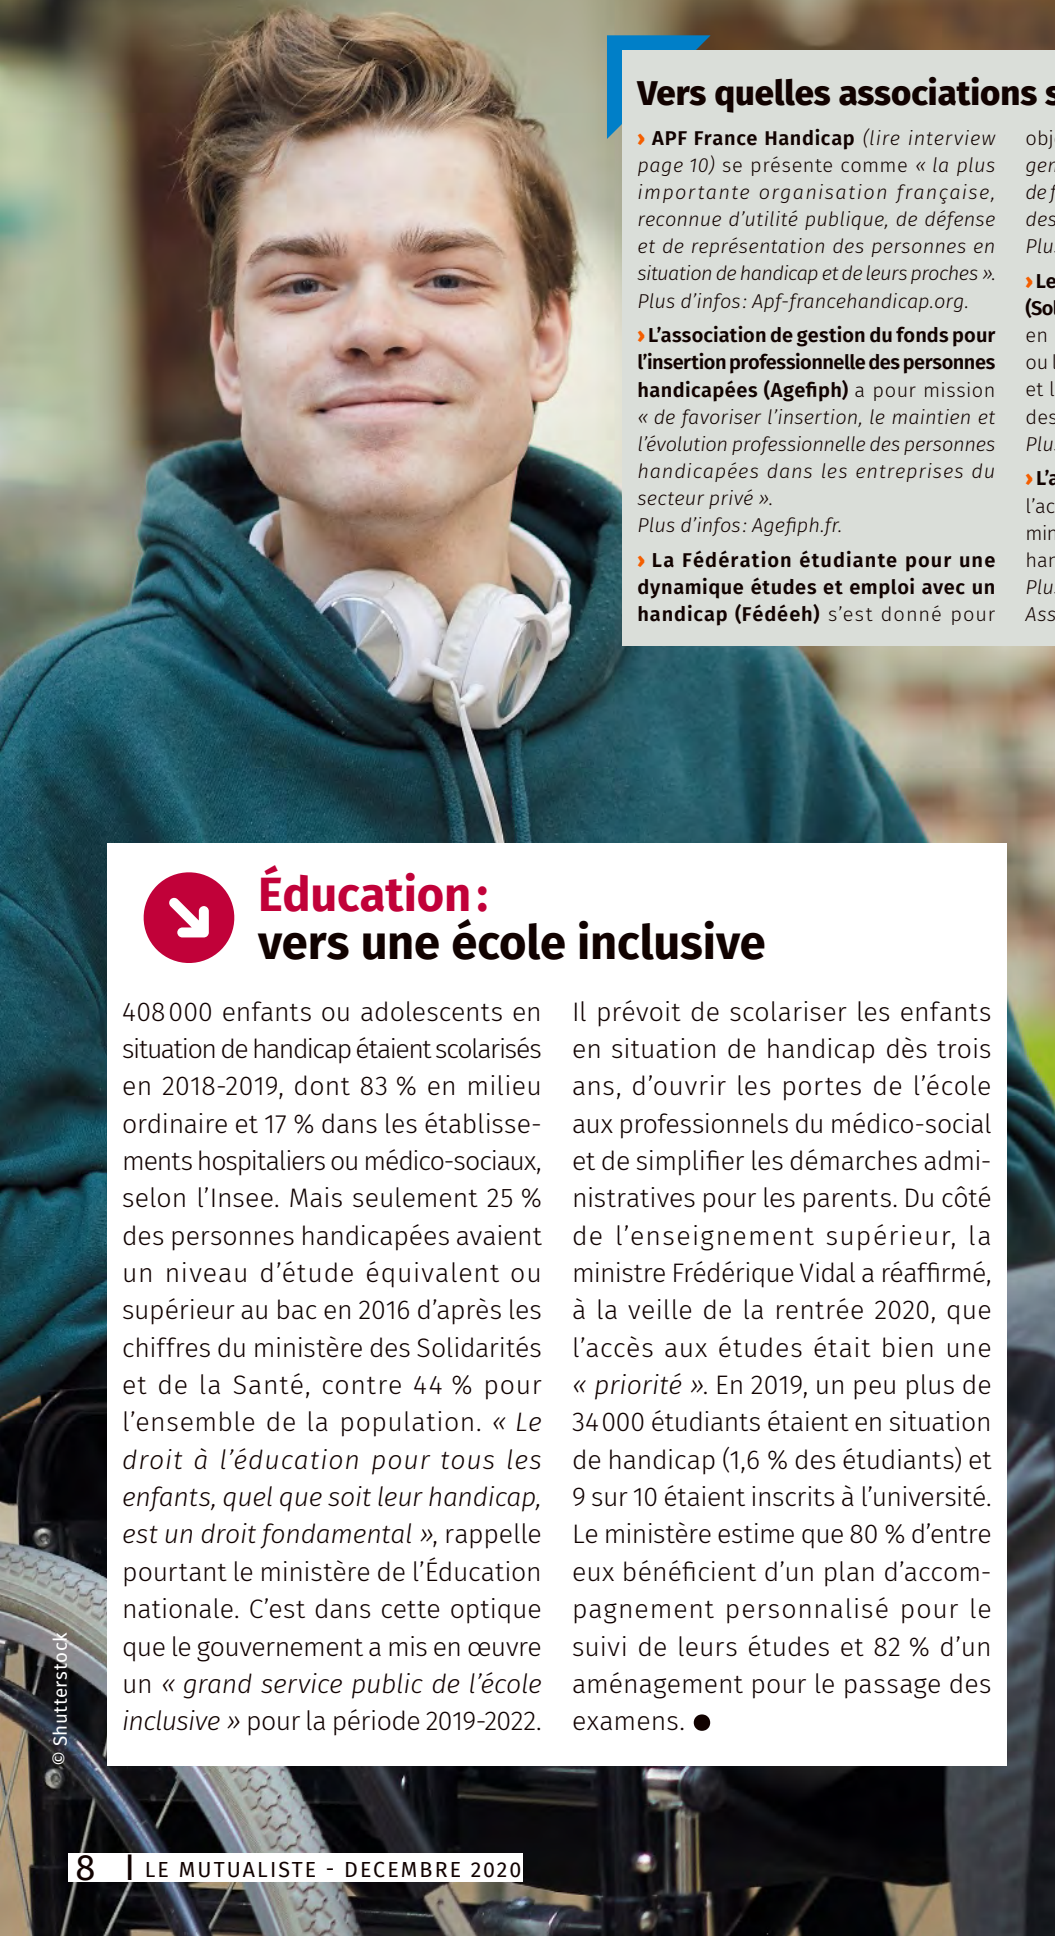 Vers quelles associations
› APF France Handicap (lire interview
page 10) se présente comme « la plus
importante organisation française,
reconnue d’utilité publique, de défense
et de représentation des personnes en
situation de handicap et de leurs proches ».
Plus d’infos : Apf-francehandicap.org.
› L’association de gestion du fonds pour
l’insertion professionnelle des personnes
handicapées (Agefiph) a pour mission
« de favoriser l’insertion, le maintien et
l’évolution professionnelle des personnes
handicapées dans les entreprises du
secteur privé ».
Plus d’infos : Agefiph.fr.
› La Fédération étudiante pour une
dynamique études et emploi avec un
handicap (Fédéeh) s’est donné pour
› Le
en
et
Éducation :
vers une école inclusive
408 000 enfants ou adolescents en
situation de handicap étaient scolarisés
en 2018-2019, dont 83 % en milieu
ordinaire et 17 % dans les établisse-
ments hospitaliers ou médico-sociaux,
selon l’Insee. Mais seulement 25 %
des personnes handicapées avaient
un niveau d’étude équivalent ou
supérieur au bac en 2016 d’après les
chiffres du ministère des Solidarités
et de la Santé, contre 44 % pour
l’ensemble de la population. « Le
droit à l’éducation pour tous les
enfants, quel que soit leur handicap,
est un droit fondamental », rappelle
pourtant le ministère de l’Éducation
nationale. C’est dans cette optique
que le gouvernement a mis en œuvre
un « grand service public de l’école
inclusive » pour la période 2019-2022.
Il prévoit de scolariser les enfants
en situation de handicap dès trois
ans, d’ouvrir les portes de l’école
aux professionnels du médico-social
et de simplifier les démarches admi-
nistratives pour les parents. Du côté
de l’enseignement supérieur, la
ministre Frédérique Vidal a réaffirmé,
à la veille de la rentrée 2020, que
l’accès aux études était bien une
« priorité ». En 2019, un peu plus de
34 000 étudiants étaient en situation
de handicap (1,6 % des étudiants) et
9 sur 10 étaient inscrits à l’université.
Le ministère estime que 80 % d’entre
eux bénéficient d’un plan d’accom-
pagnement personnalisé pour le
suivi de leurs études et 82 % d’un
aménagement pour le passage des
examens. ●
© Shutterstock
8 | LE MUTUALISTE - DECEMBRE 2020